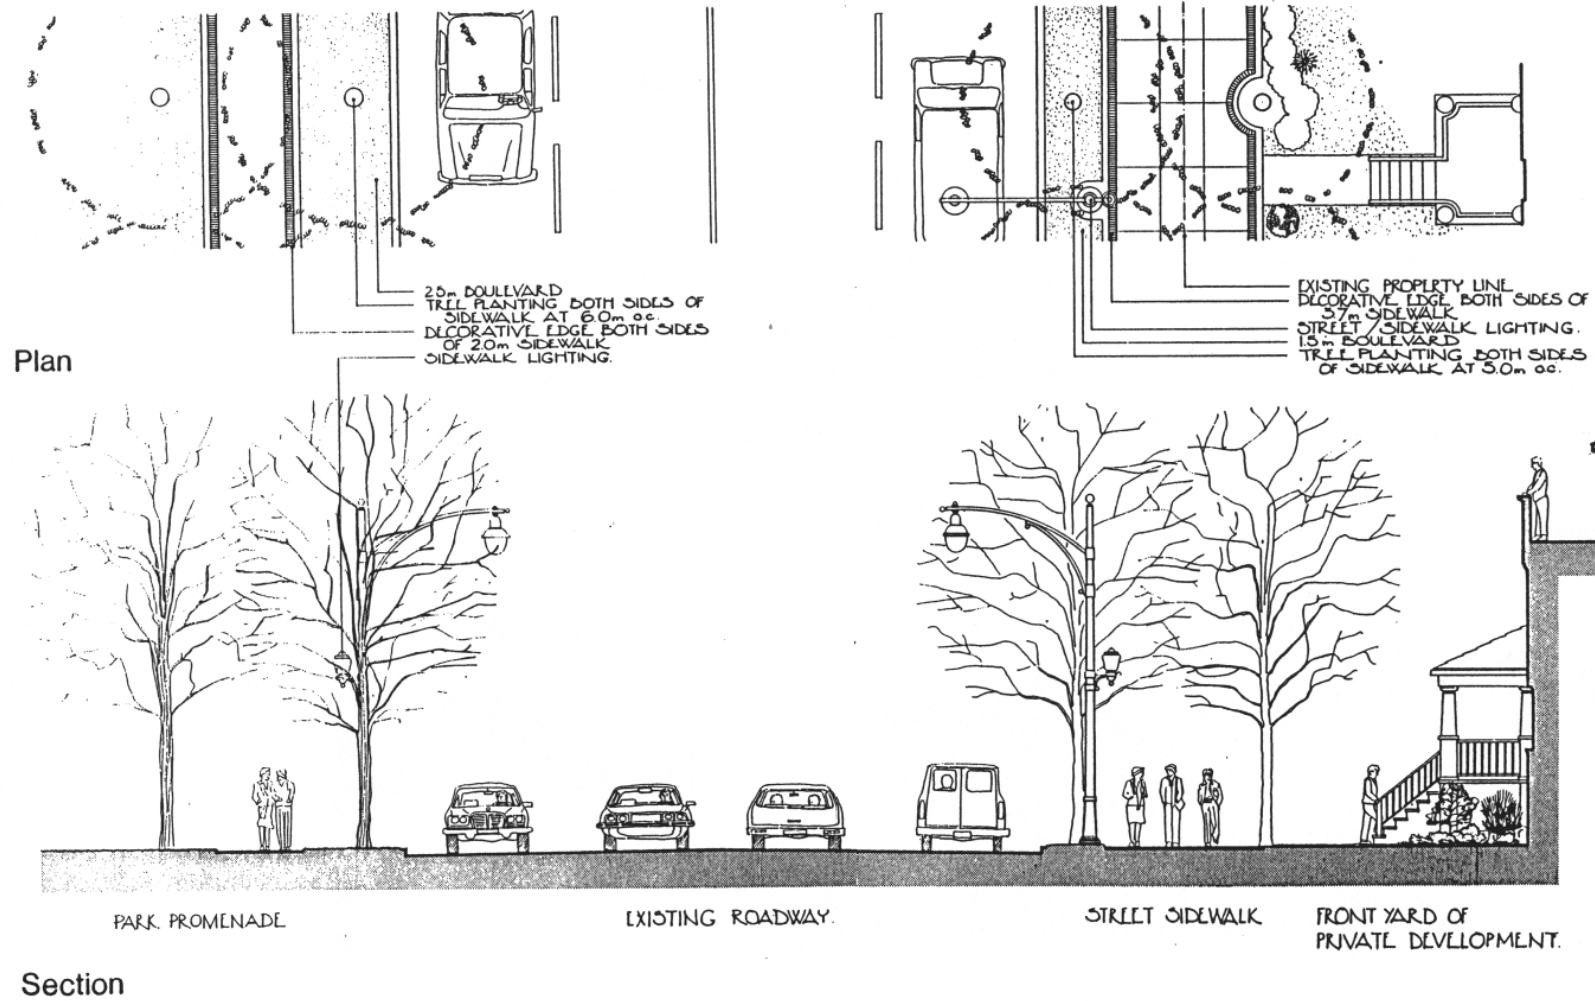 2.5m BOULEVARD
TREE PLANTING BOTH SIDES OF
SIDEWALK AT 6.0m o.c.
DECORATIVE EDGE BOTH SIDES
OF 2.0m SIDEWALK
SIDEWALK LIGHTING.
EXISTING PROPERTY LINE
DECORATIVE EDGE BOTH SIDES OF
3.7m SIDEWALK
STREET / SIDEWALK LIGHTING.
1.5m BOULEVARD
TREE PLANTING BOTH SIDES
OF SIDEWALK AT 5.0m o.c.
Plan
PARK PROMENADE
EXISTING ROADWAY.
STREET SIDEWALK
FRONT YARD OF
PRIVATE DEVELOPMENT.
Section